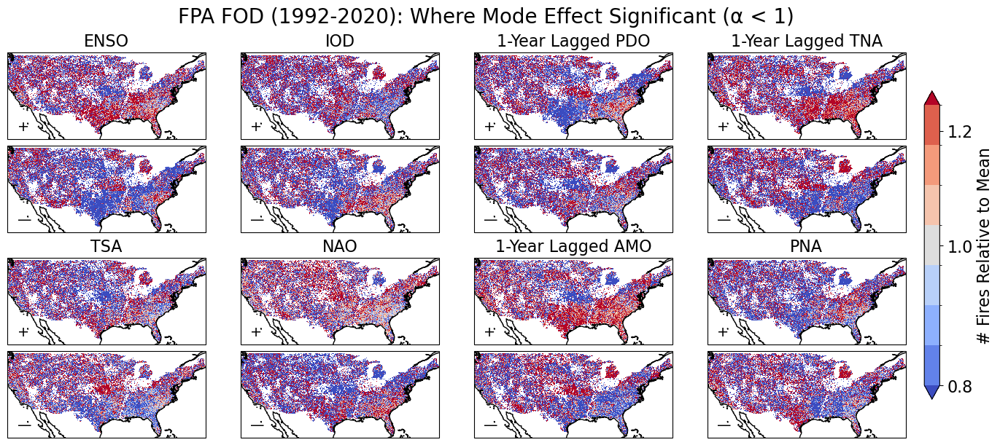 FPA FOD (1992-2020): Where Mode Effect Significant (α < 1)
ENSO
IOD
1-Year Lagged PDO
1-Year Lagged TNA
+
+
+
+
—
—
—
—
TSA
NAO
1-Year Lagged AMO
PNA
+
+
+
+
—
—
—
—
1.2
1.0
0.8
# Fires Relative to Mean